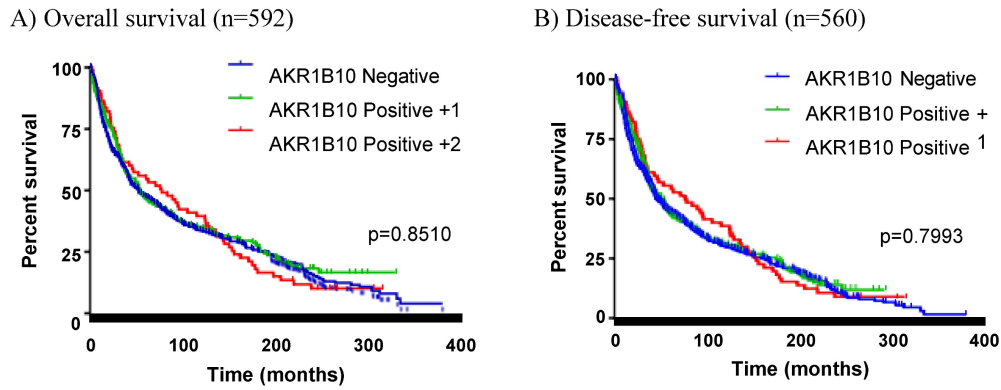 A) Overall survival (n=592)
AKR1B10 Negative
AKR1B10 Positive +1
AKR1B10 Positive +2
p=0.8510
Percent survival
100
75
50
25
0
0 100 200 300 400
Time (months)
B) Disease-free survival (n=560)
AKR1B10 Negative
AKR1B10 Positive +
AKR1B10 Positive 1
p=0.7993
Percent survival
100
75
50
25
0
0 100 200 300 400
Time (months)